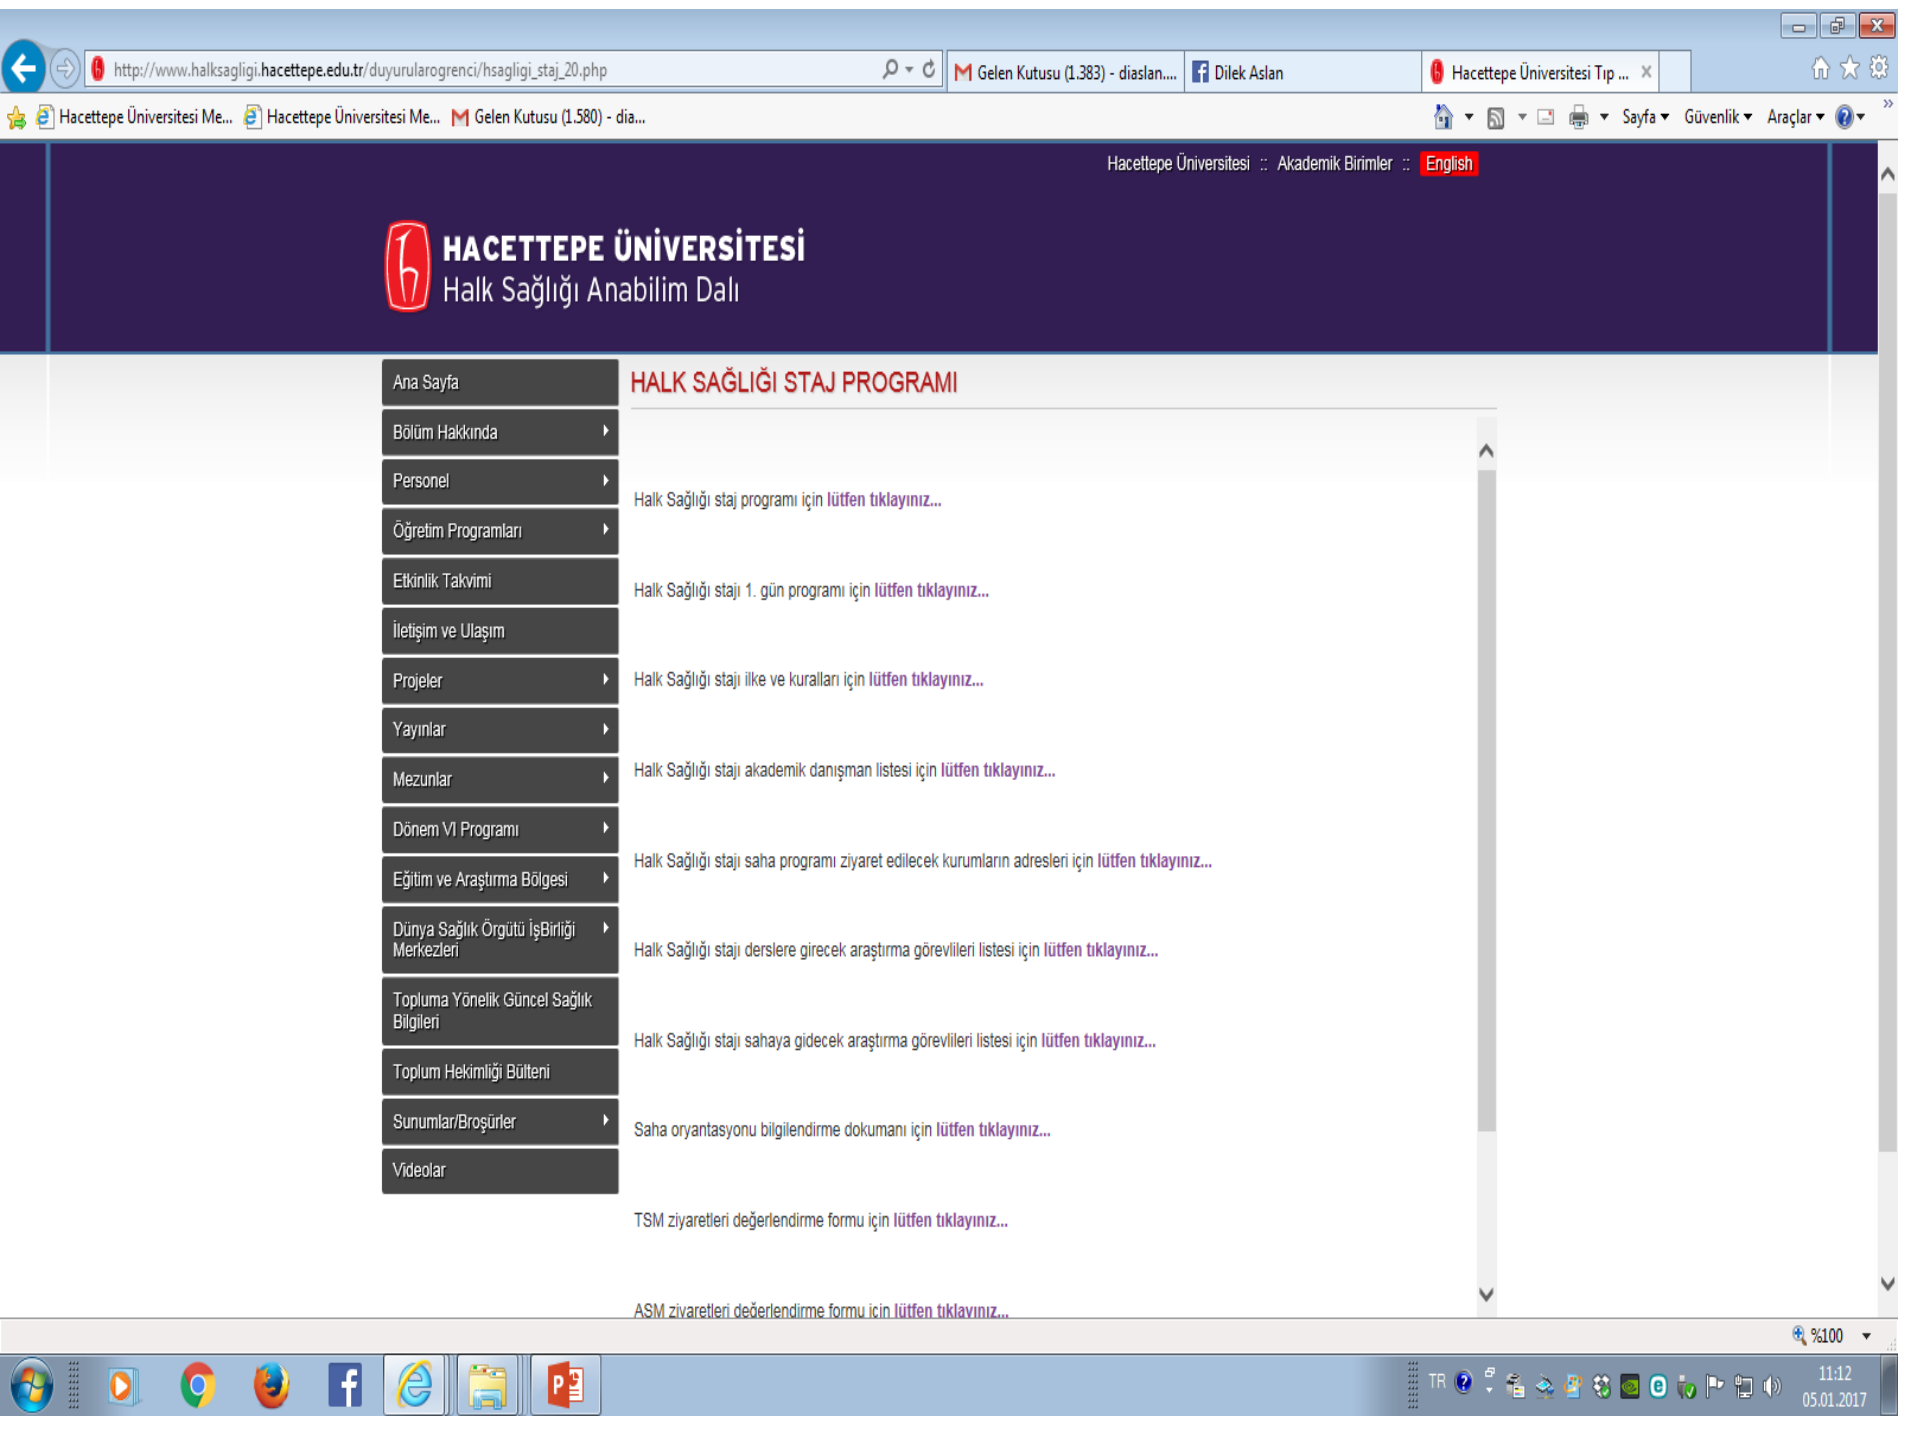 http://www.halksagligi.hacettepe.edu.tr/duyurularogrenci/hsagligi_staj_20.php
Gelen Kutusu (1.383) - diaslan....
Dilek Aslan
Hacettepe Üniversitesi Tıp ...
Hacettepe Üniversitesi Me...
Hacettepe Üniversitesi Me...
Gelen Kutusu (1.580) - dia...
Sayfa
Güvenlik
Araçlar
Hacettepe Üniversitesi :: Akademik Birimler :: English
HACETTEPE ÜNİVERSİTESİ
Halk Sağlığı Anabilim Dalı
Ana Sayfa
Bölüm Hakkında
Personel
Öğretim Programları
Etkinlik Takvimi
İletişim ve Ulaşım
Projeler
Yayınlar
Mezunlar
Dönem VI Programı
Eğitim ve Araştırma Bölgesi
Dünya Sağlık Örgütü İşBirliği
Merkezleri
Topluma Yönelik Güncel Sağlık
Bilgileri
Toplum Hekimliği Bülteni
Sunumlar/Broşürler
Videolar
HALK SAĞLIĞI STAJ PROGRAMI
Halk Sağlığı staj programı için lütfen tıklayınız...
Halk Sağlığı stajı 1. gün programı için lütfen tıklayınız...
Halk Sağlığı stajı ilke ve kuralları için lütfen tıklayınız...
Halk Sağlığı stajı akademik danışman listesi için lütfen tıklayınız...
Halk Sağlığı stajı saha programı ziyaret edilecek kurumların adresleri için lütfen tıklayınız...
Halk Sağlığı stajı derslere girecek araştırma görevlileri listesi için lütfen tıklayınız...
Halk Sağlığı stajı sahaya gidecek araştırma görevlileri listesi için lütfen tıklayınız...
Saha oryantasyonu bilgilendirme dokumanı için lütfen tıklayınız...
TSM ziyaretleri değerlendirme formu için lütfen tıklayınız...
ASM ziyaretleri değerlendirme formu için lütfen tıklayınız...
%100
TR
11:12
05.01.2017